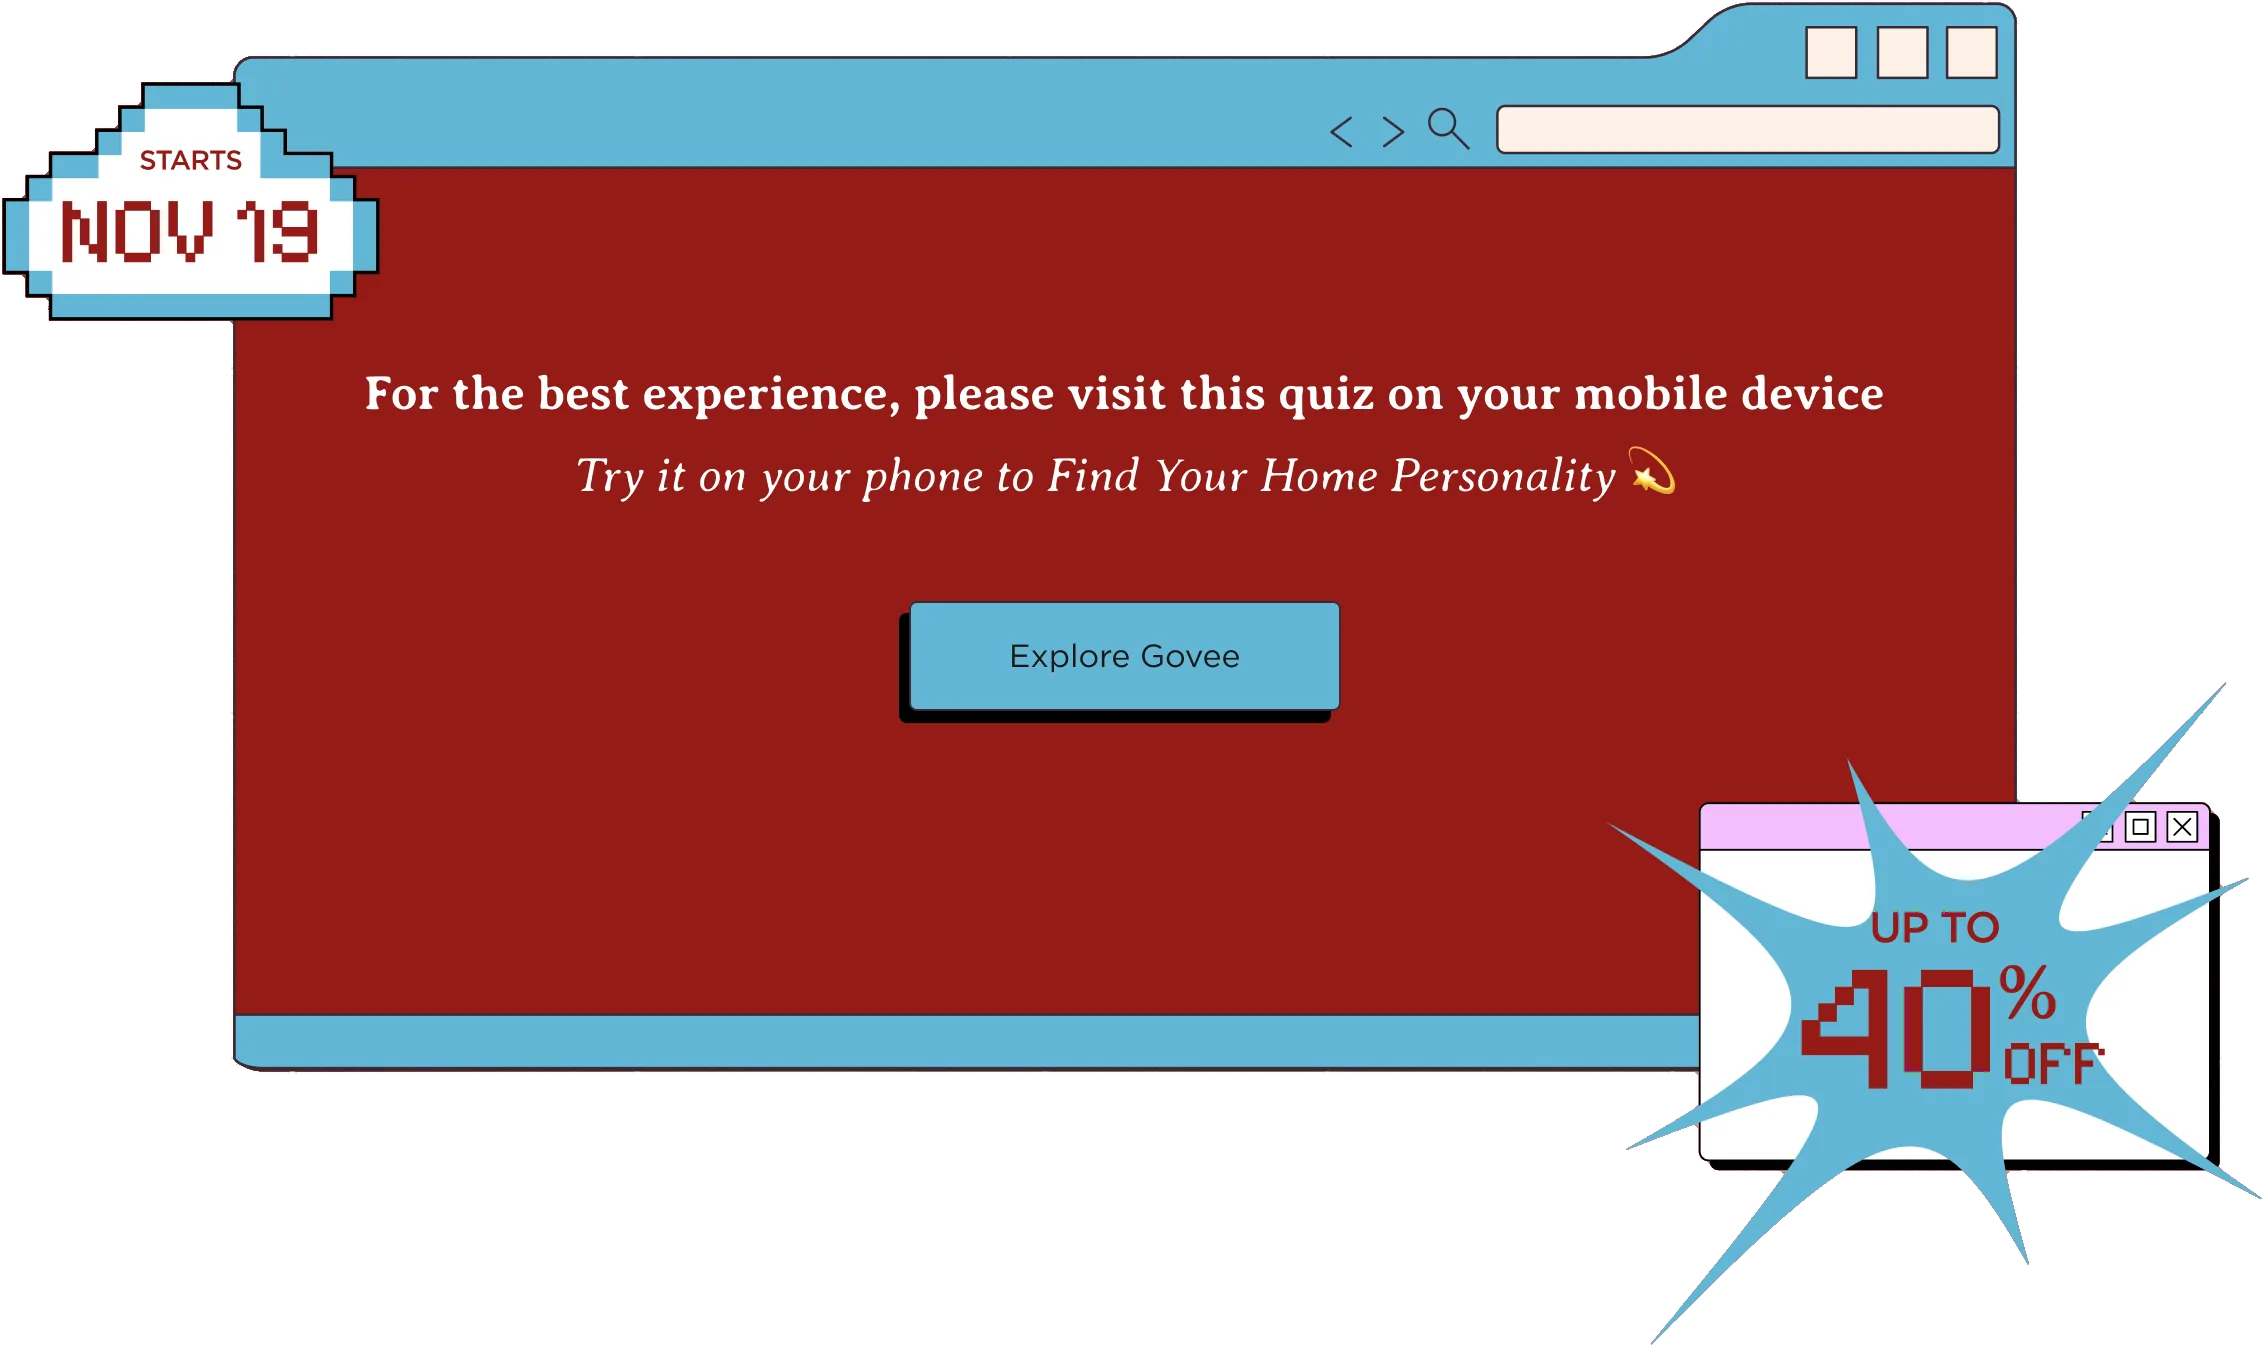 STARTS
NOV 19
For the best experience, please visit this quiz on your mobile device
Try it on your phone to Find Your Home Personality 💫
Explore Govee
UP TO
40%
OFF